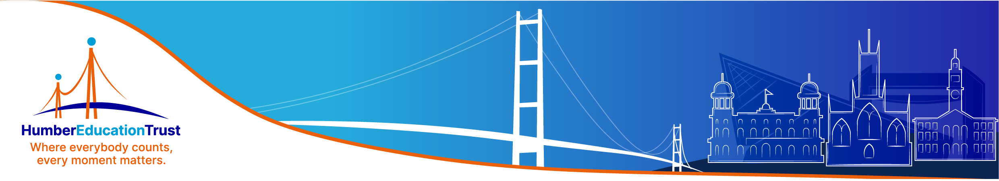 HumberEducationTrust
Where everybody counts,
every moment matters.